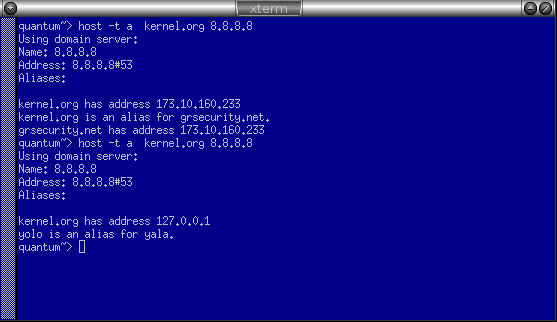 xterm
quantum~> host -t a  kernel.org 8.8.8.8
Using domain server:
Name: 8.8.8.8
Address: 8.8.8.8#53
Aliases:
kernel.org has address 173.10.160.233
kernel.org is an alias for grsecurity.net.
grsecurity.net has address 173.10.160.233
quantum~> host -t a  kernel.org 8.8.8.8
Using domain server:
Name: 8.8.8.8
Address: 8.8.8.8#53
Aliases:
kernel.org has address 127.0.0.1
yolo is an alias for yala.
quantum~>